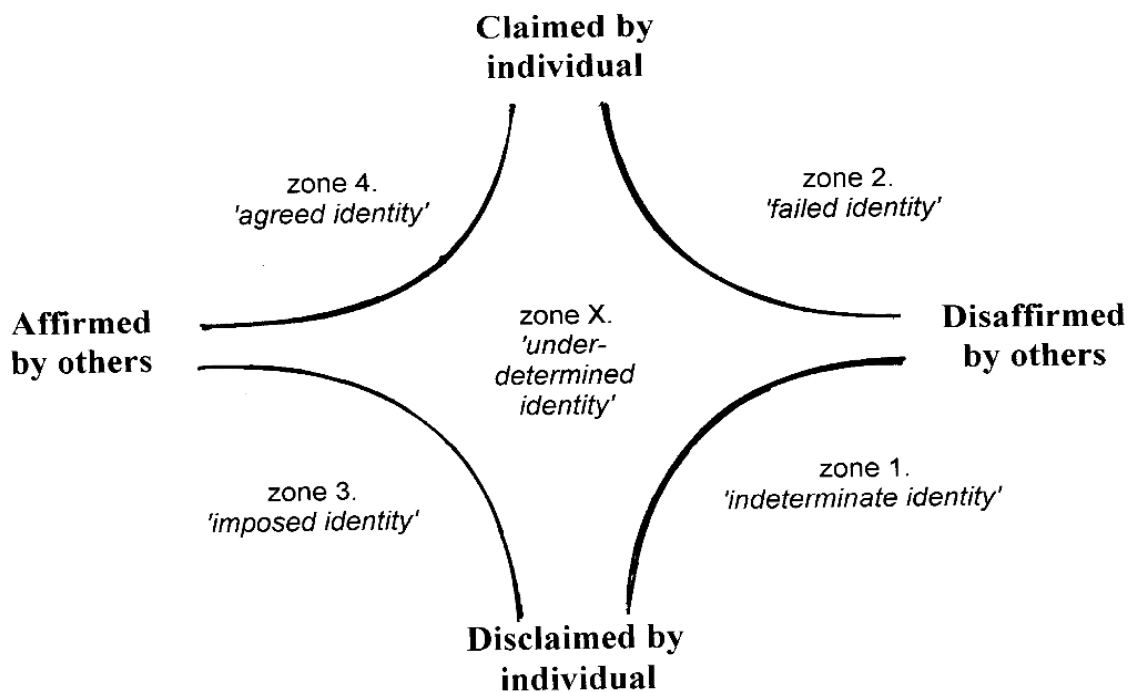 Claimed by
individual
zone 4.
'agreed identity'
zone 2.
'failed identity'
Affirmed
by others
zone X.
'under-
determined
identity'
Disaffirmed
by others
zone 3.
'imposed identity'
zone 1.
'indeterminate identity'
Disclaimed by
individual